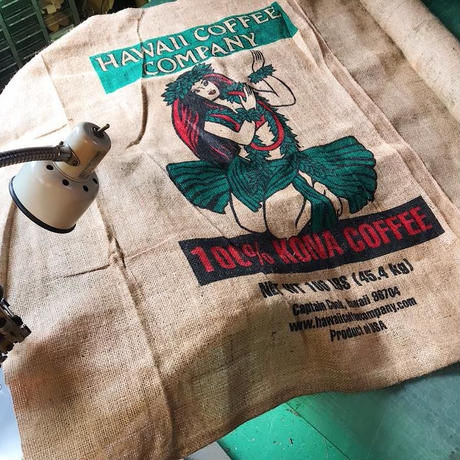 HAWAII COFFEE
COMPANY
100% KONA COFFEE
NET WT 100 LBS (45.4 kg)
Captain Cook, Hawaii 96704
www.hawaiicoffeecompany.com
Product of USA